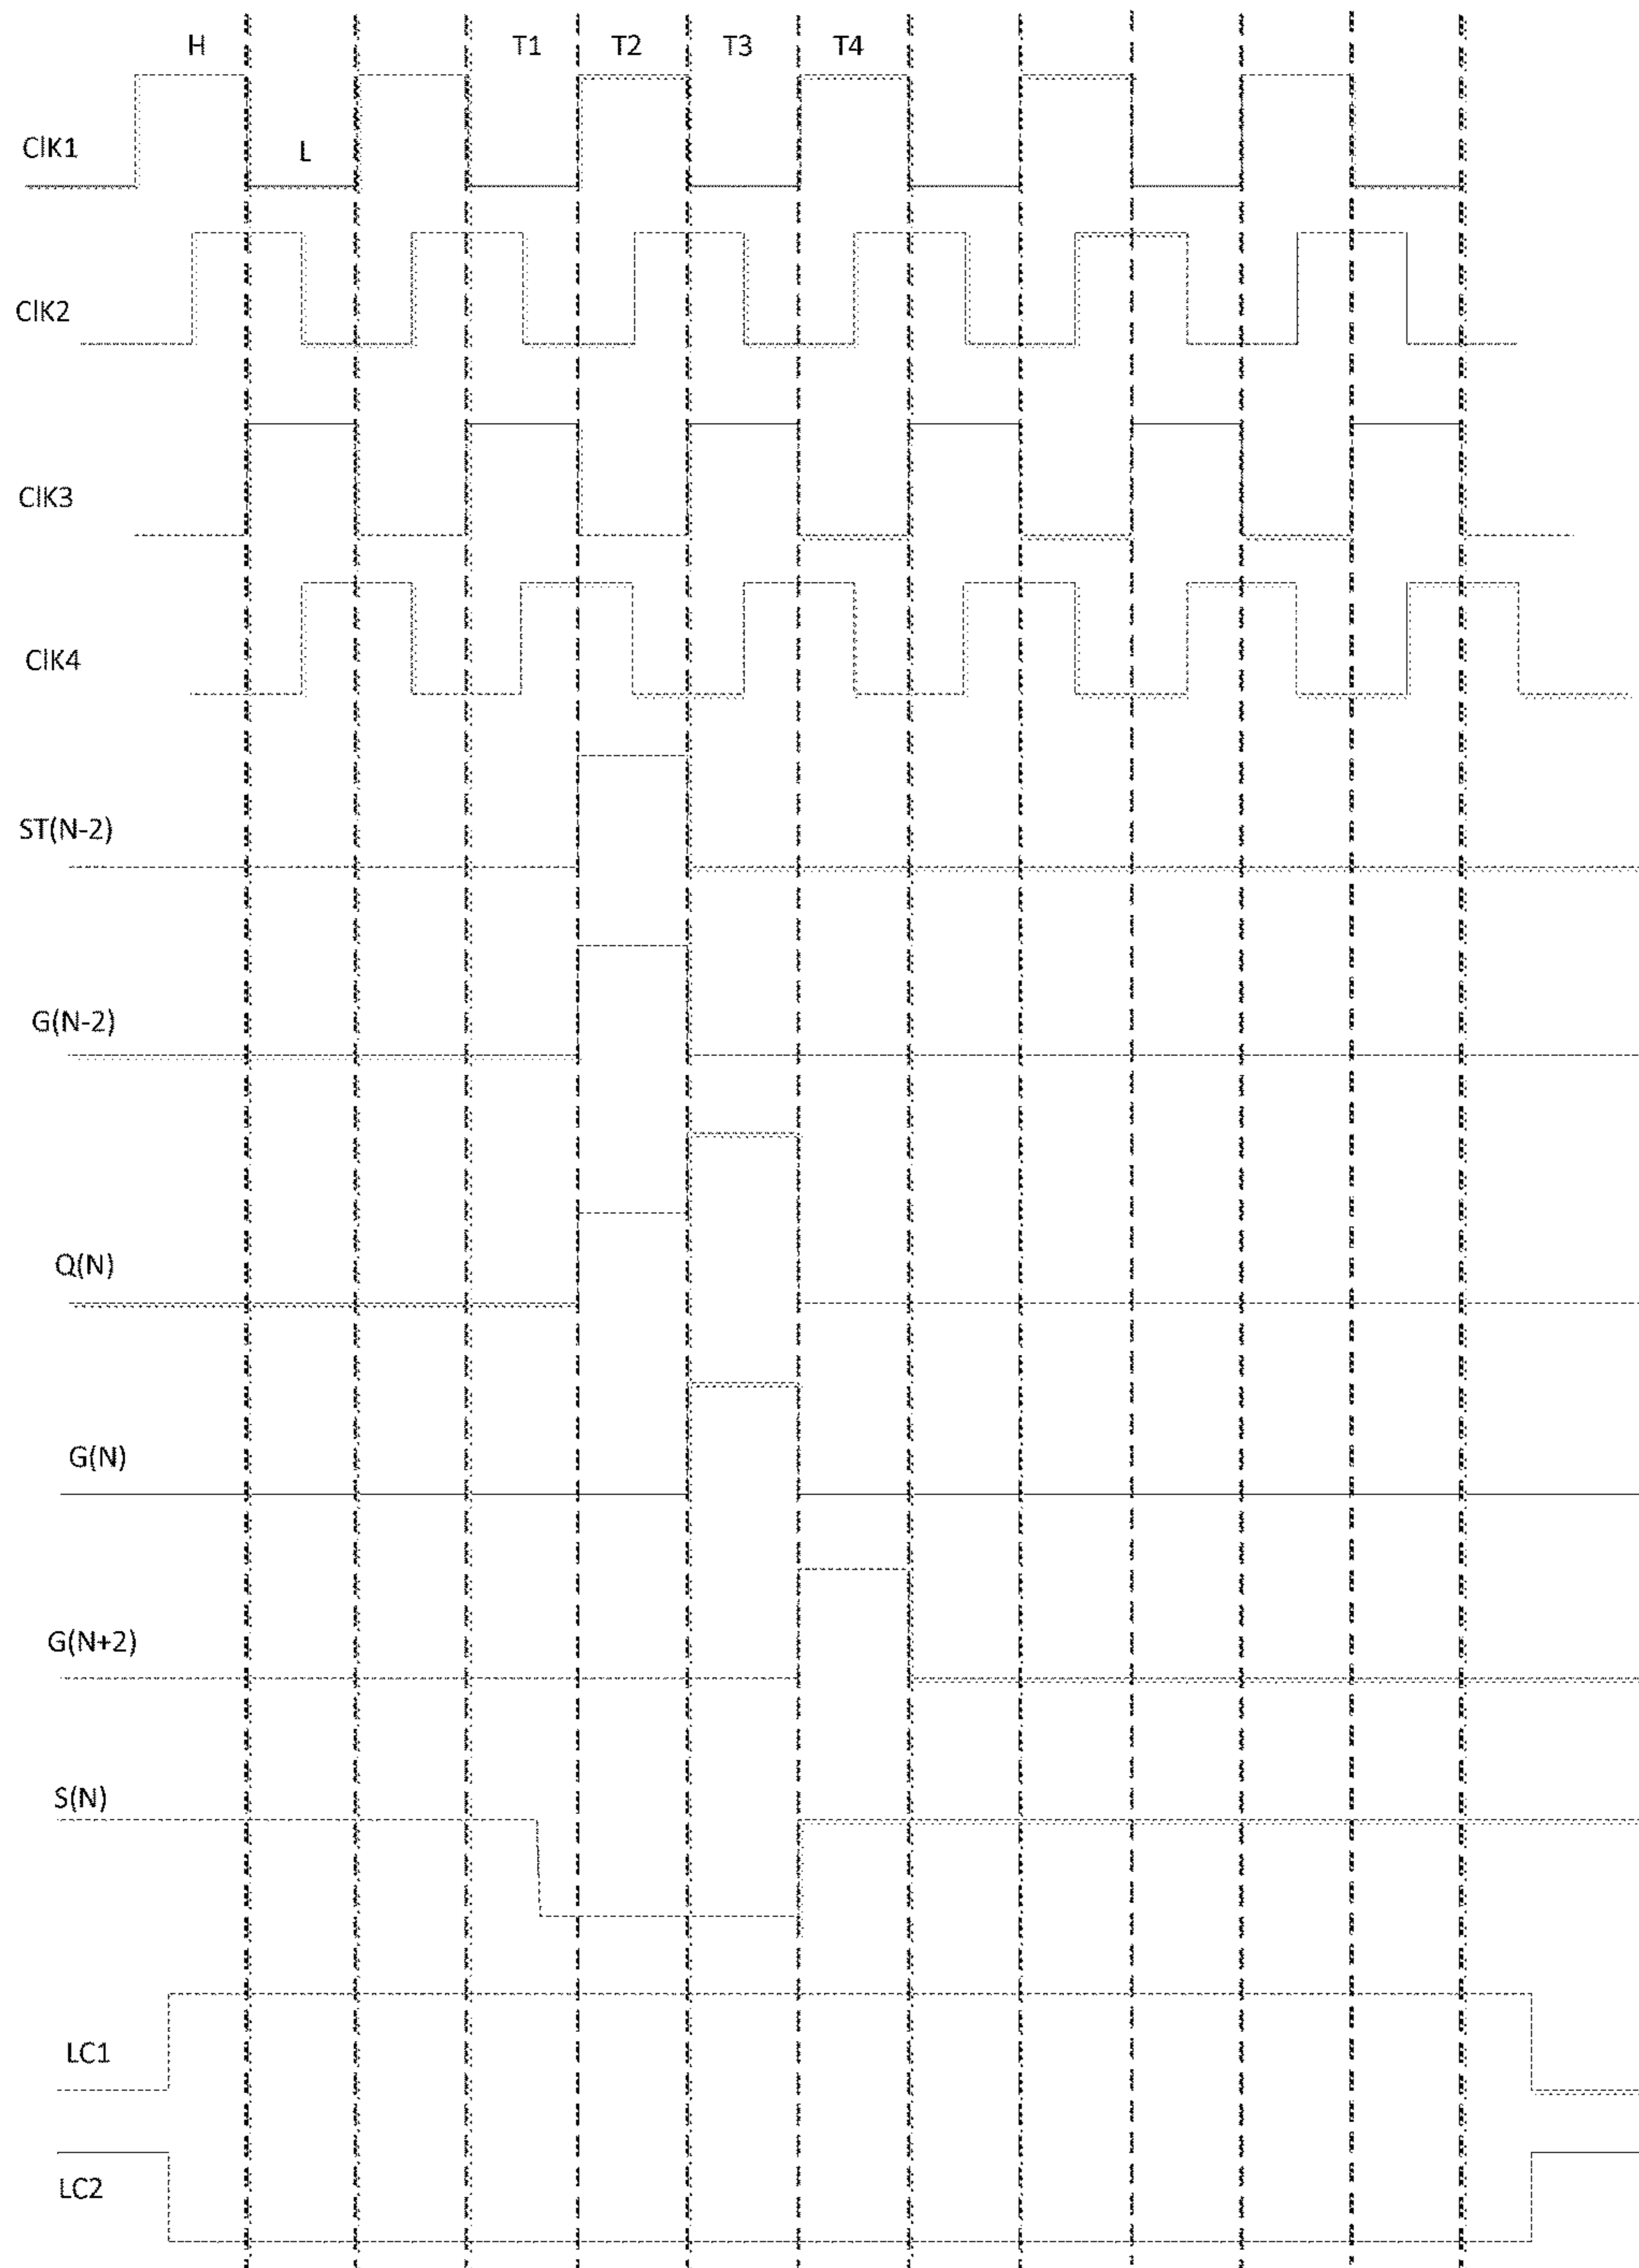 H T1 T2 T3 T4
ClK1
L
ClK2
ClK3
ClK4
ST(N-2)
G(N-2)
Q(N)
G(N)
G(N+2)
S(N)
LC1
LC2